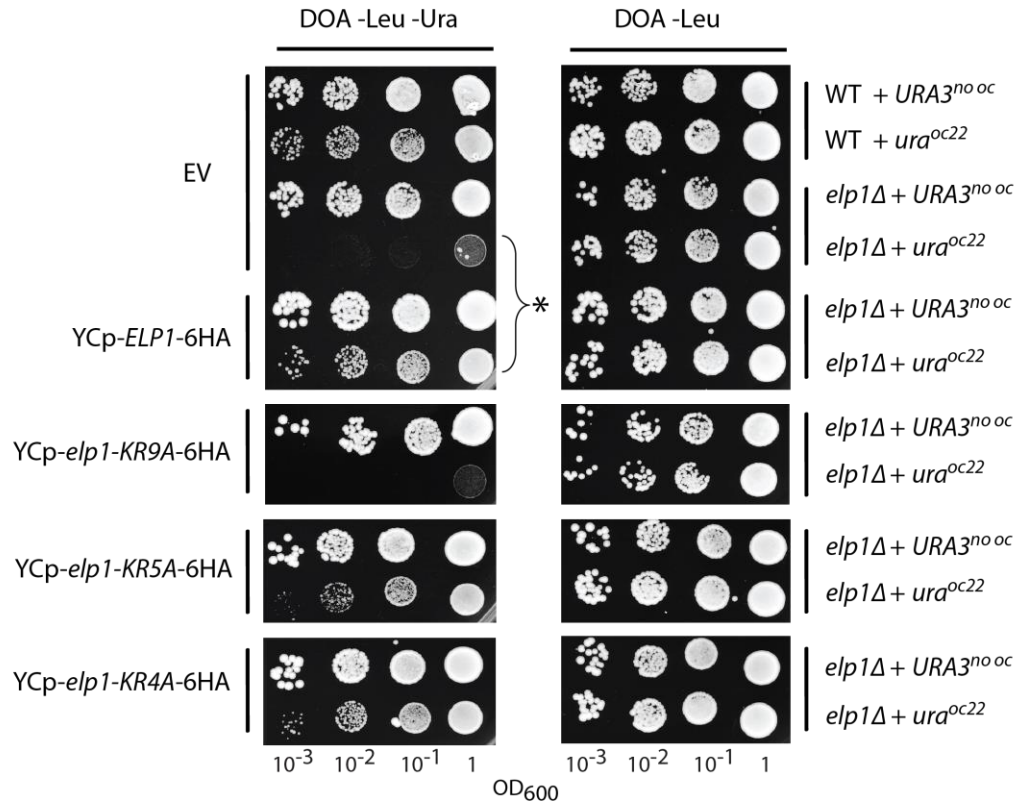 DOA -Leu -Ura DOA -Leu
WT + URA3ⁿᵒ ᵒᶜ
WT + uraᵒᶜ²²
EV
elp1Δ + URA3ⁿᵒ ᵒᶜ
elp1Δ + uraᵒᶜ²²
*
YCp-ELP1-6HA
elp1Δ + URA3ⁿᵒ ᵒᶜ
elp1Δ + uraᵒᶜ²²
YCp-elp1-KR9A-6HA
elp1Δ + URA3ⁿᵒ ᵒᶜ
elp1Δ + uraᵒᶜ²²
YCp-elp1-KR5A-6HA
elp1Δ + URA3ⁿᵒ ᵒᶜ
elp1Δ + uraᵒᶜ²²
YCp-elp1-KR4A-6HA
elp1Δ + URA3ⁿᵒ ᵒᶜ
elp1Δ + uraᵒᶜ²²
10⁻³ 10⁻² 10⁻¹ 1 10⁻³ 10⁻² 10⁻¹ 1
OD₆₀₀